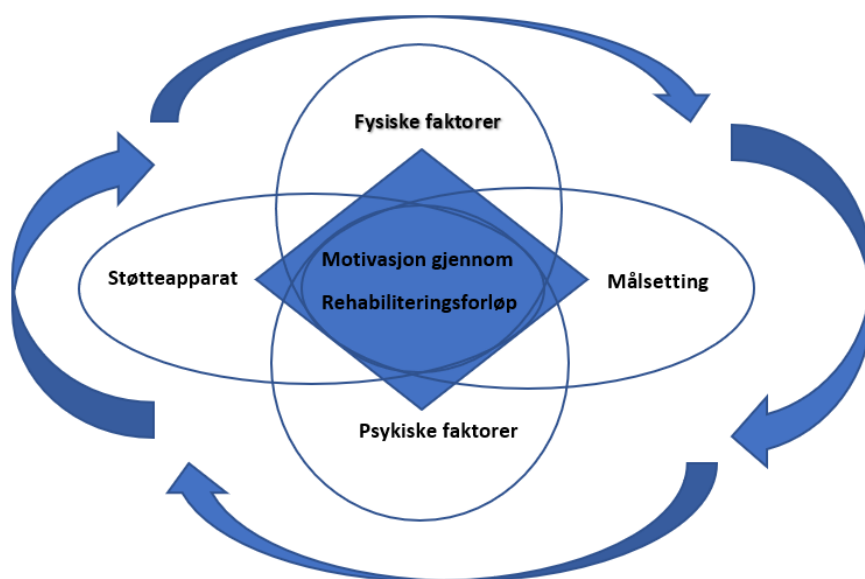 Fysiske faktorer
Støtteapparat
Motivasjon gjennom
Rehabiliteringsforløp
Målsetting
Psykiske faktorer